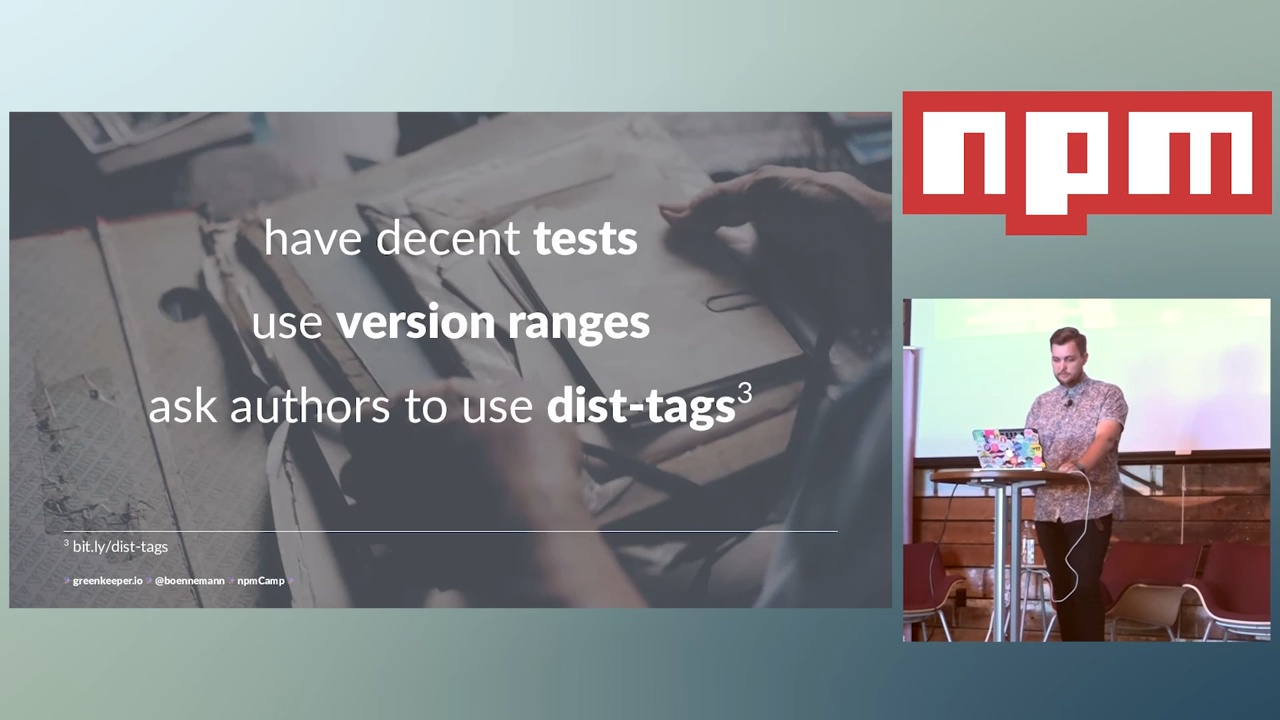 have decent tests
use version ranges
ask authors to use dist-tags³
³ bit.ly/dist-tags
greenkeeper.io @boennemann npmCamp
npm